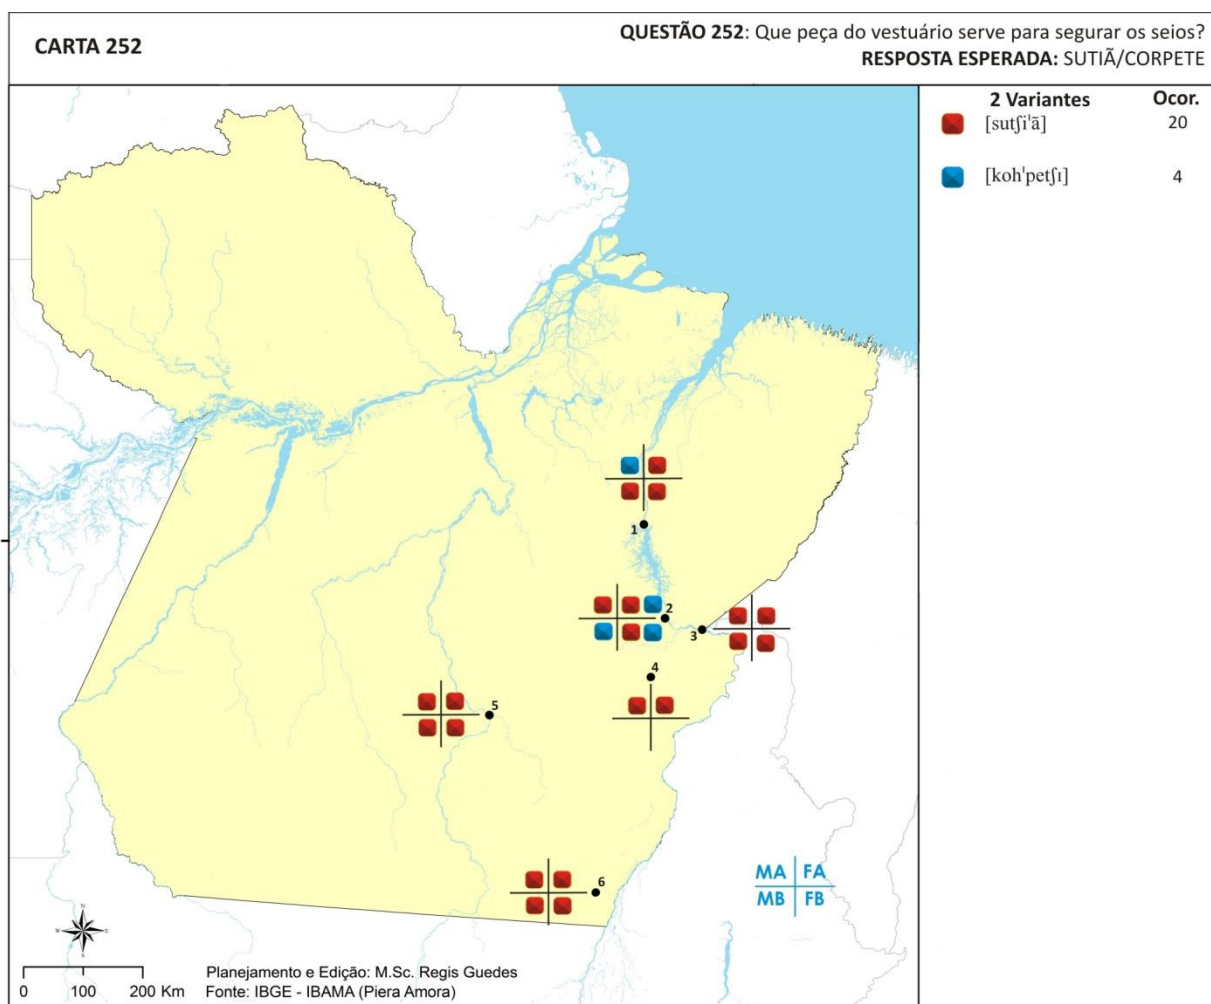 CARTA 252
QUESTÃO 252: Que peça do vestuário serve para segurar os seios?
RESPOSTA ESPERADA: SUTIÃ/CORPETE
2 Variantes Ocor.
[sutʃiˈã] 20
[kohˈpetʃɪ] 4
1
2
3
4
5
6
MA FA
MB FB
N
W E
S
0 100 200 Km
Planejamento e Edição: M.Sc. Regis Guedes
Fonte: IBGE - IBAMA (Piera Amora)